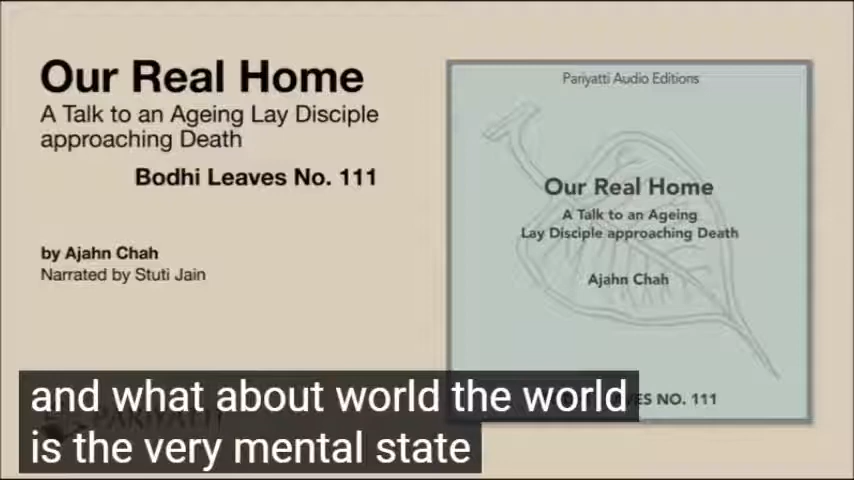 Our Real Home
A Talk to an Ageing Lay Disciple
approaching Death
Bodhi Leaves No. 111
by Ajahn Chah
Narrated by Stuti Jain
Pariyatti Audio Editions
Our Real Home
A Talk to an Ageing
Lay Disciple approaching Death
Ajahn Chah
ES NO. 111
PARIYATTI
and what about world the world
is the very mental state